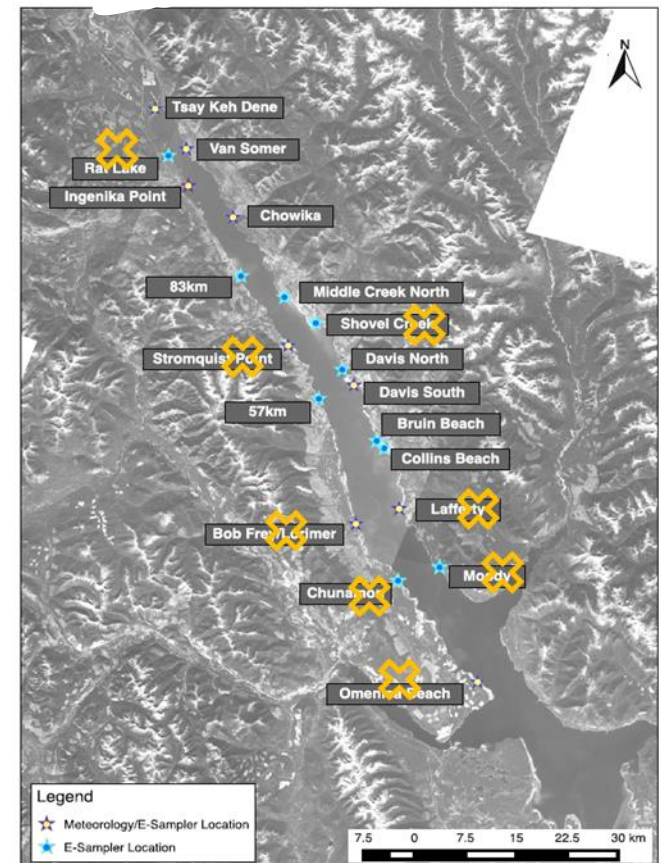 N
Tsay Keh Dene
Van Somer
Rat Lake
Ingenika Point
Chowika
83km
Middle Creek North
Shovel Creek
Stromquist Point
Davis North
Davis South
57km
Bruin Beach
Collins Beach
Lafferty
Bob Frey/Lorimer
Moody
Omenica Beach
Legend
Meteorology/E-Sampler Location
E-Sampler Location
7.5 0 7.5 15 22.5 30 km